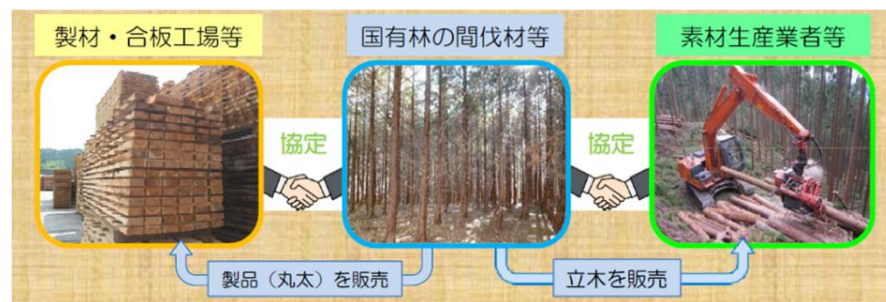 製材・合板工場等
国有林の間伐材等
素材生産業者等
協定
協定
製品（丸太）を販売
立木を販売